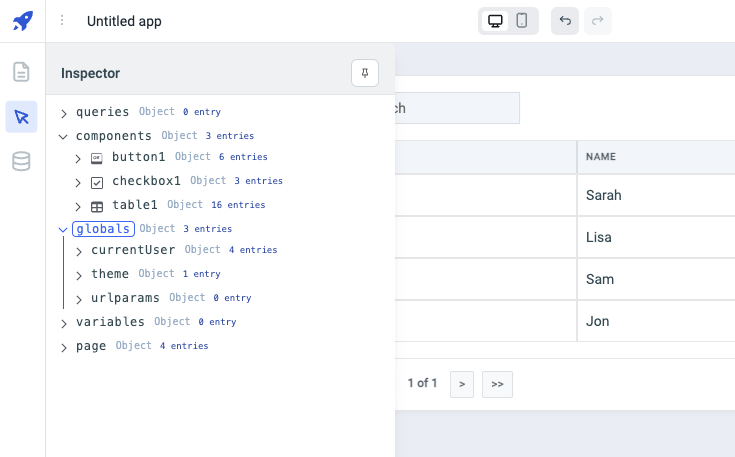 Untitled app
Inspector
queries Object 0 entry
components Object 3 entries
button1 Object 6 entries
checkbox1 Object 3 entries
table1 Object 16 entries
globals Object 3 entries
currentUser Object 4 entries
theme Object 1 entry
urlparams Object 0 entry
variables Object 0 entry
page Object 4 entries
ch
NAME
Sarah
Lisa
Sam
Jon
1 of 1 > >>